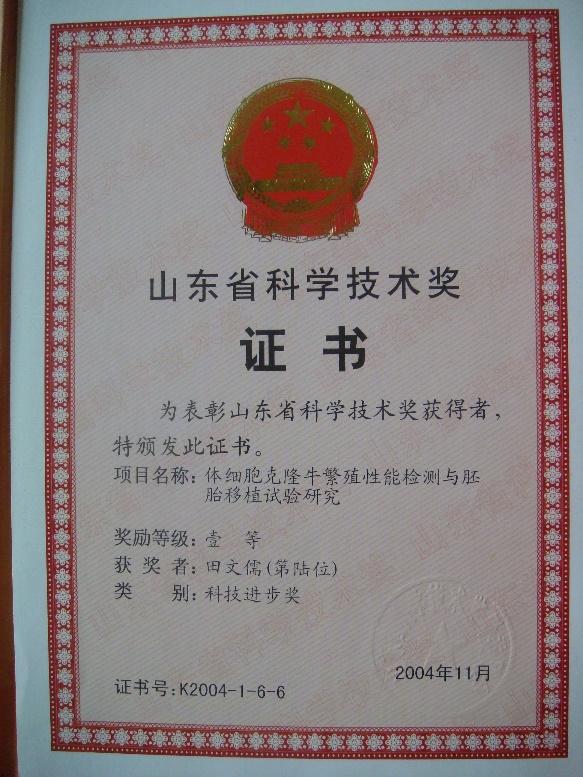 山东省科学技术奖
证书
为表彰山东省科学技术奖获得者，
特颁发此证书。
项目名称：体细胞克隆牛繁殖性能检测与胚
胎移植试验研究
奖励等级：壹 等
获奖者：田文儒(第陆位)
类 别：科技进步奖
2004年11月
证书号：K2004-1-6-6